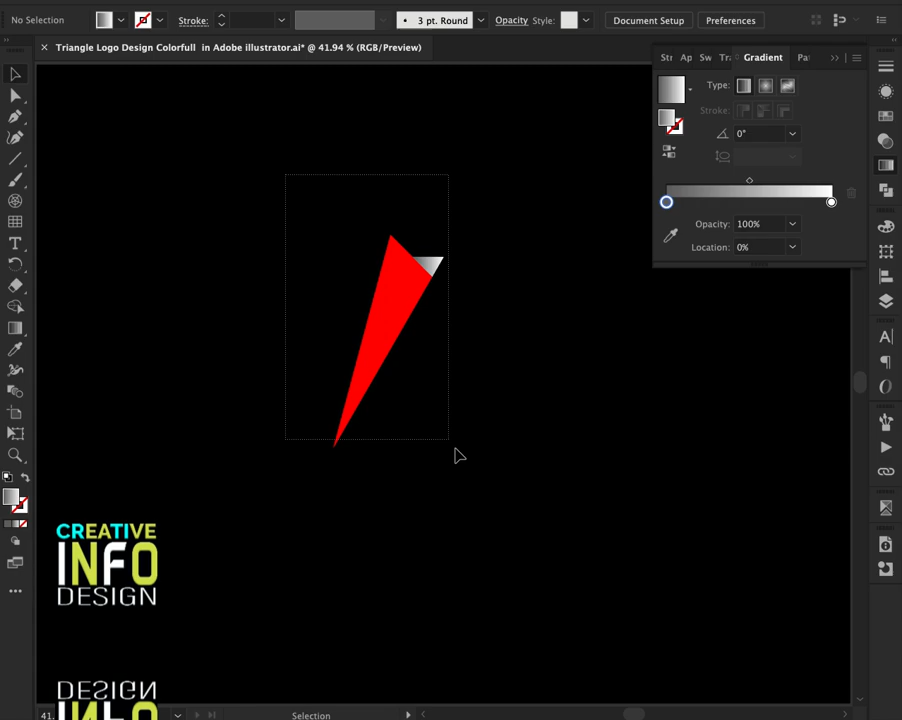 No Selection
Stroke:
3 pt. Round
Opacity
Style:
Document Setup
Preferences
Triangle Logo Design Colorfull in Adobe illustrator.ai* @ 41.94 % (RGB/Preview)
Str
Ap
Sw
Tr
Gradient
Pa
Type:
Stroke:
0°
Opacity:
100%
Location:
0%
CREATIVE
INFO
DESIGN
DESIGN
INFO
41.
Selection